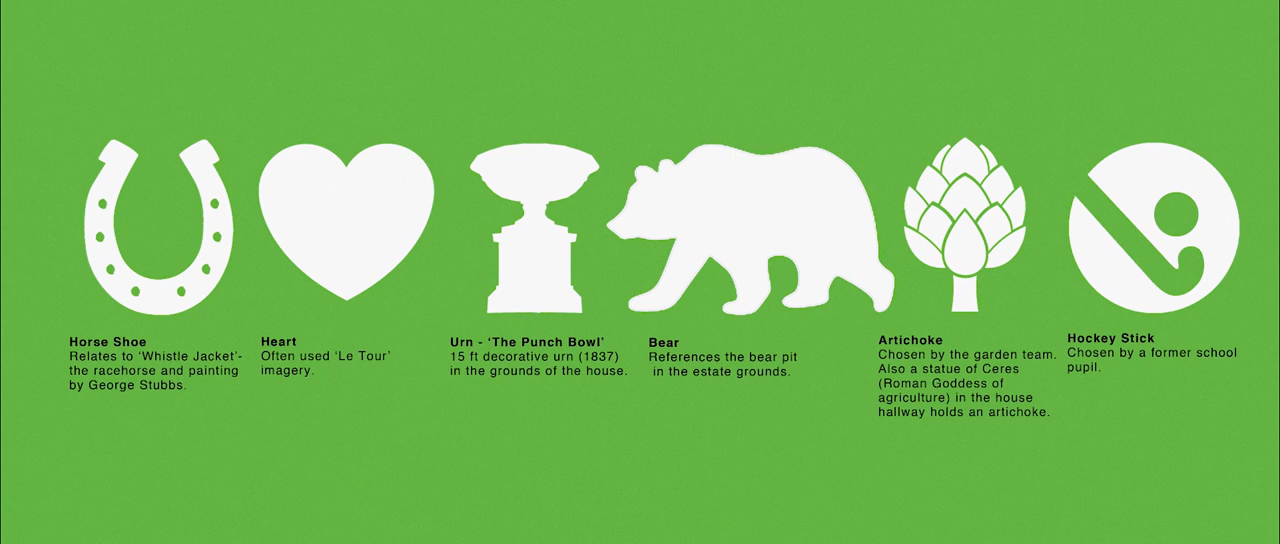 Horse Shoe
Relates to ‘Whistle Jacket’-
the racehorse and painting
by George Stubbs.
Heart
Often used ‘Le Tour’
imagery.
Urn - ‘The Punch Bowl’
15 ft decorative urn (1837)
in the grounds of the house.
Bear
References the bear pit
in the estate grounds.
Artichoke
Chosen by the garden team.
Also a statue of Ceres
(Roman Goddess of
agriculture) in the house
hallway holds an artichoke.
Hockey Stick
Chosen by a former school
pupil.